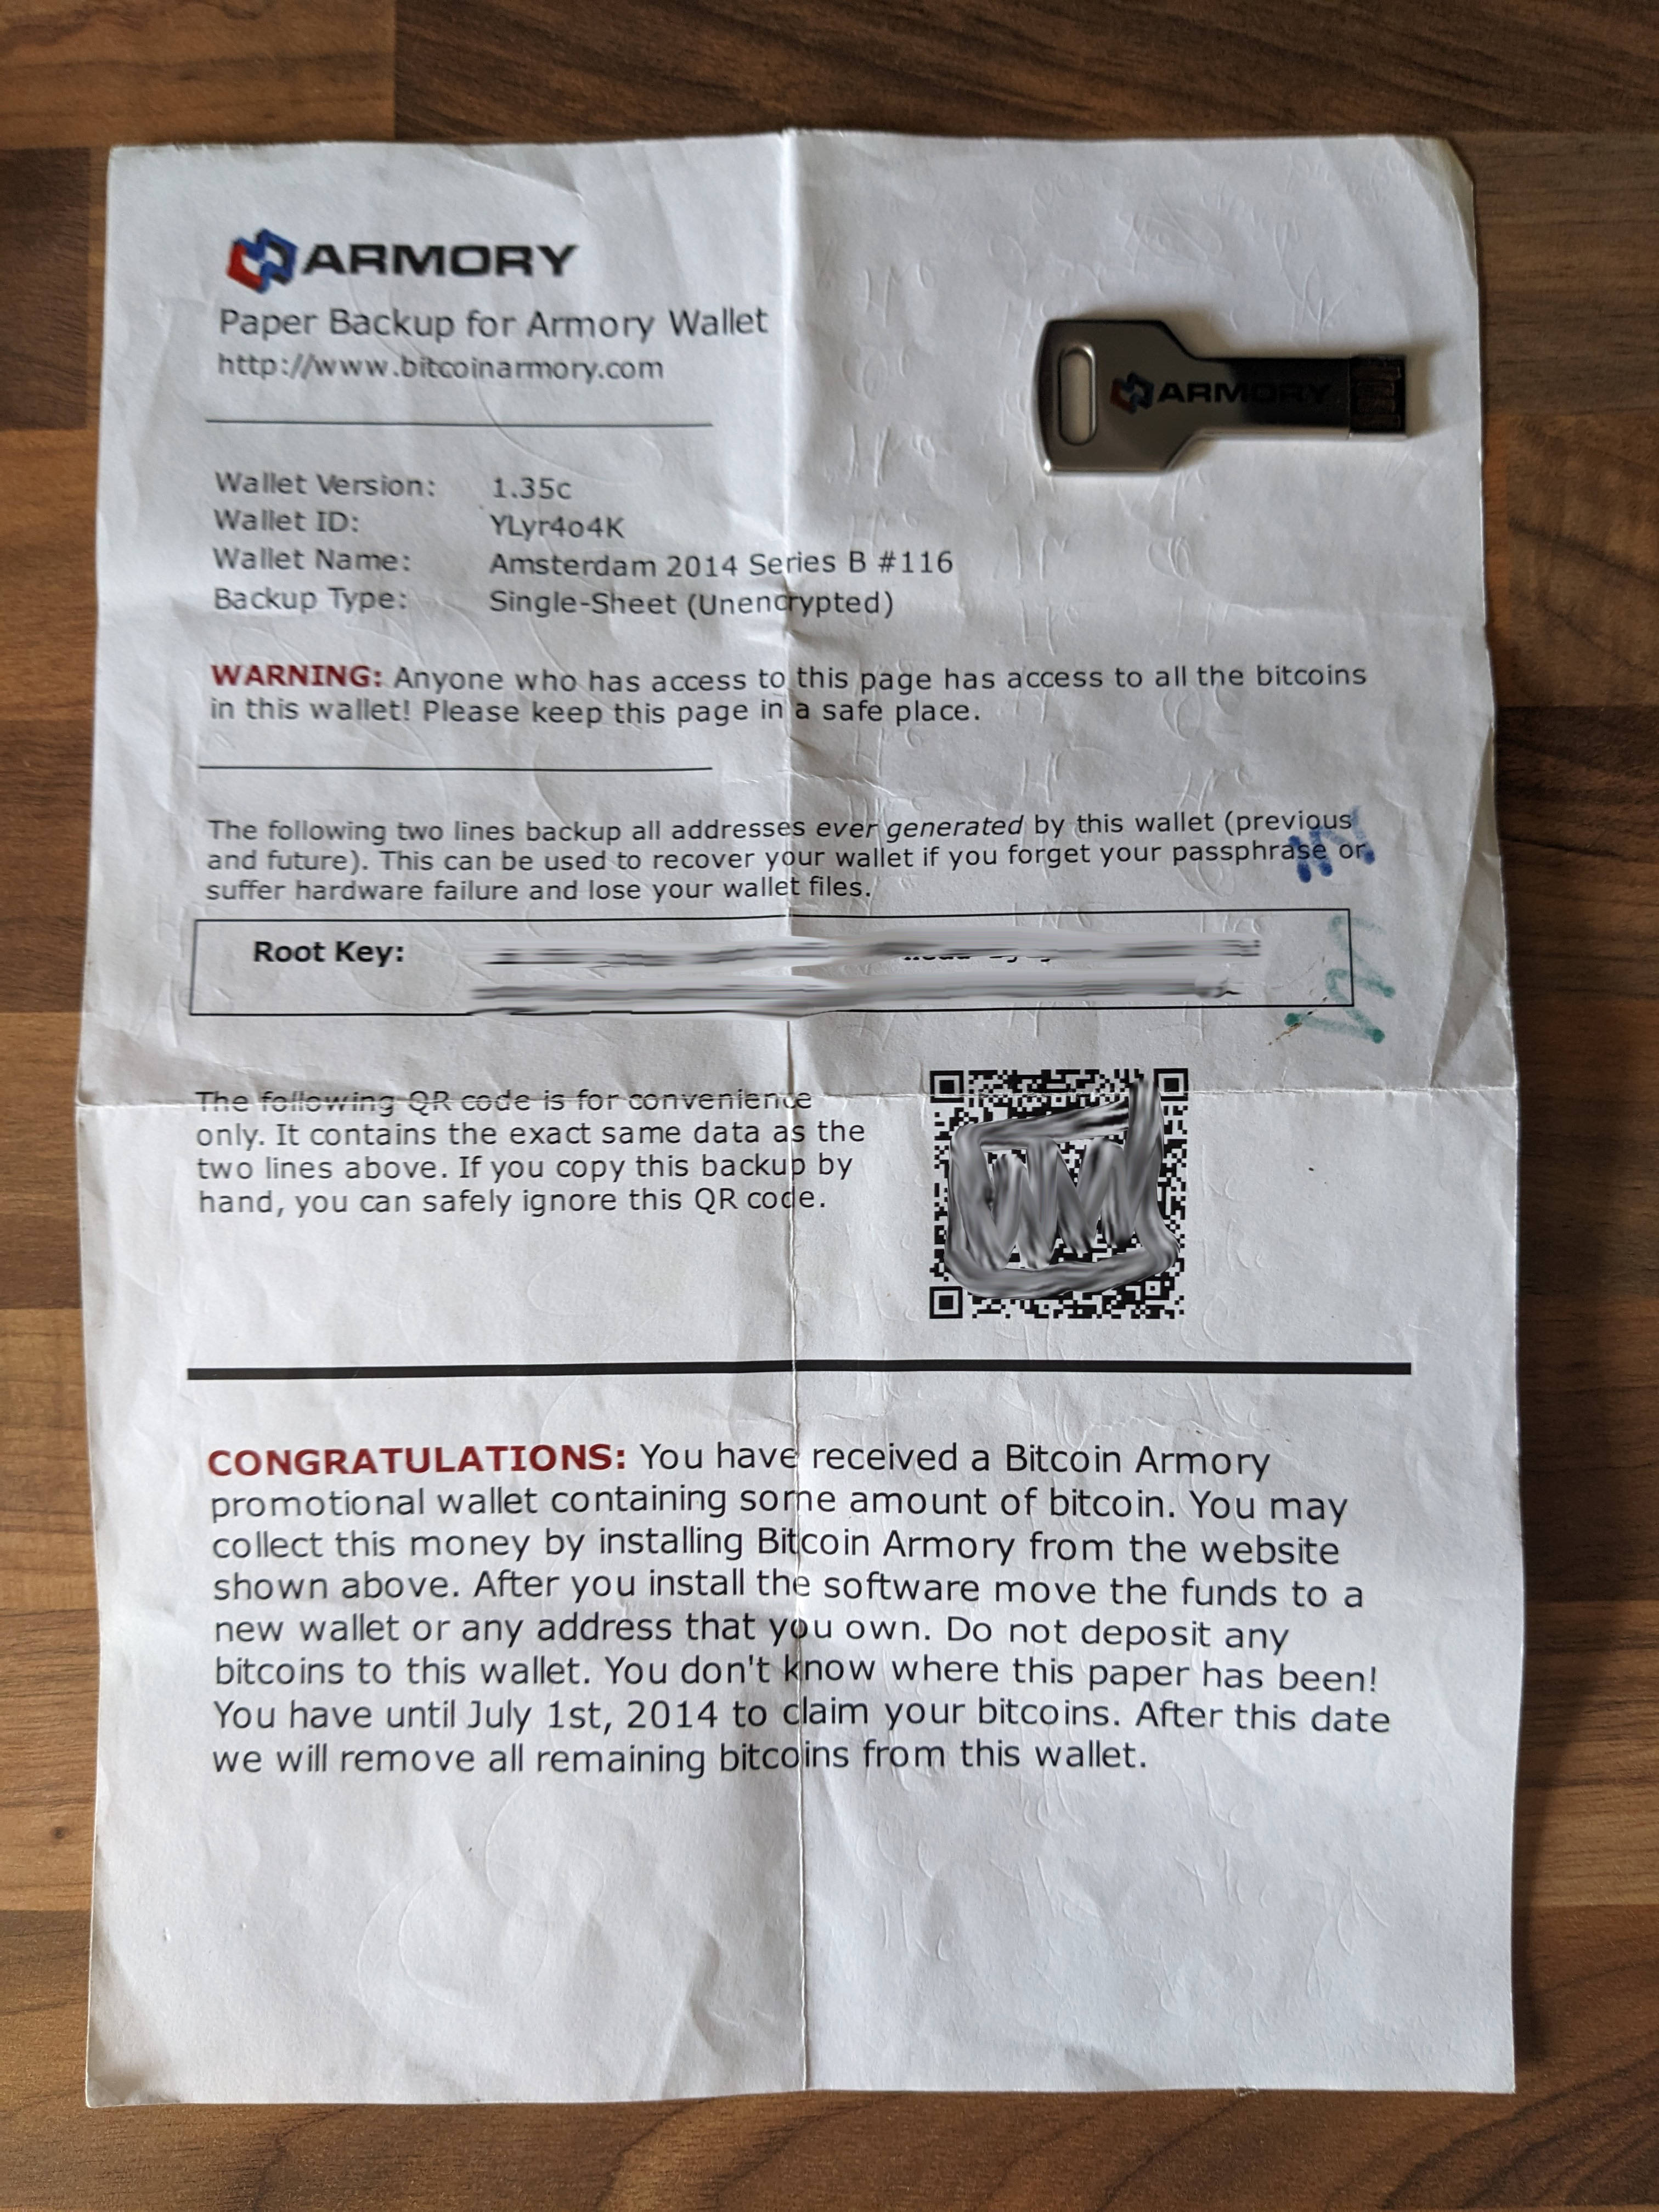 ARMORY
Paper Backup for Armory Wallet
http://www.bitcoinarmory.com
ARMORY
Wallet Version: 1.35c
Wallet ID: YLyr4o4K
Wallet Name: Amsterdam 2014 Series B #116
Backup Type: Single-Sheet (Unencrypted)
WARNING: Anyone who has access to this page has access to all the bitcoins
in this wallet! Please keep this page in a safe place.
The following two lines backup all addresses ever generated by this wallet (previous
and future). This can be used to recover your wallet if you forget your passphrase or
suffer hardware failure and lose your wallet files.
Root Key:
The following QR code is for convenience
only. It contains the exact same data as the
two lines above. If you copy this backup by
hand, you can safely ignore this QR code.
CONGRATULATIONS: You have received a Bitcoin Armory
promotional wallet containing some amount of bitcoin. You may
collect this money by installing Bitcoin Armory from the website
shown above. After you install the software move the funds to a
new wallet or any address that you own. Do not deposit any
bitcoins to this wallet. You don't know where this paper has been!
You have until July 1st, 2014 to claim your bitcoins. After this date
we will remove all remaining bitcoins from this wallet.